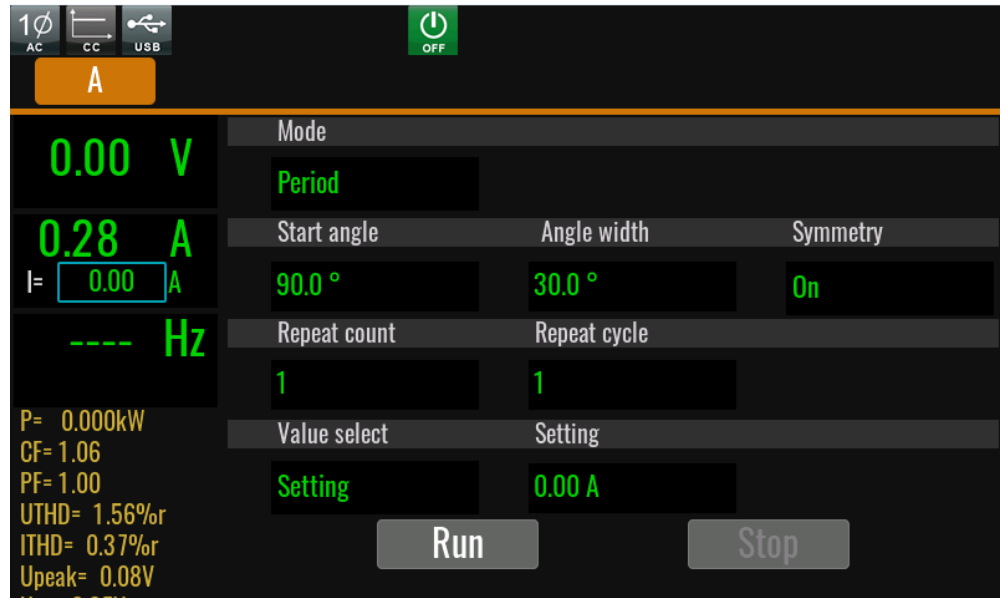 1Ø
AC
CC
USB
OFF
A
0.00 V
0.28 A
I= 0.00 A
---- Hz
P= 0.000kW
CF= 1.06
PF= 1.00
UTHD= 1.56%r
ITHD= 0.37%r
Upeak= 0.08V
Mode
Period
Start angle Angle width Symmetry
90.0 ° 30.0 ° On
Repeat count Repeat cycle
1 1
Value select Setting
Setting 0.00 A
Run Stop